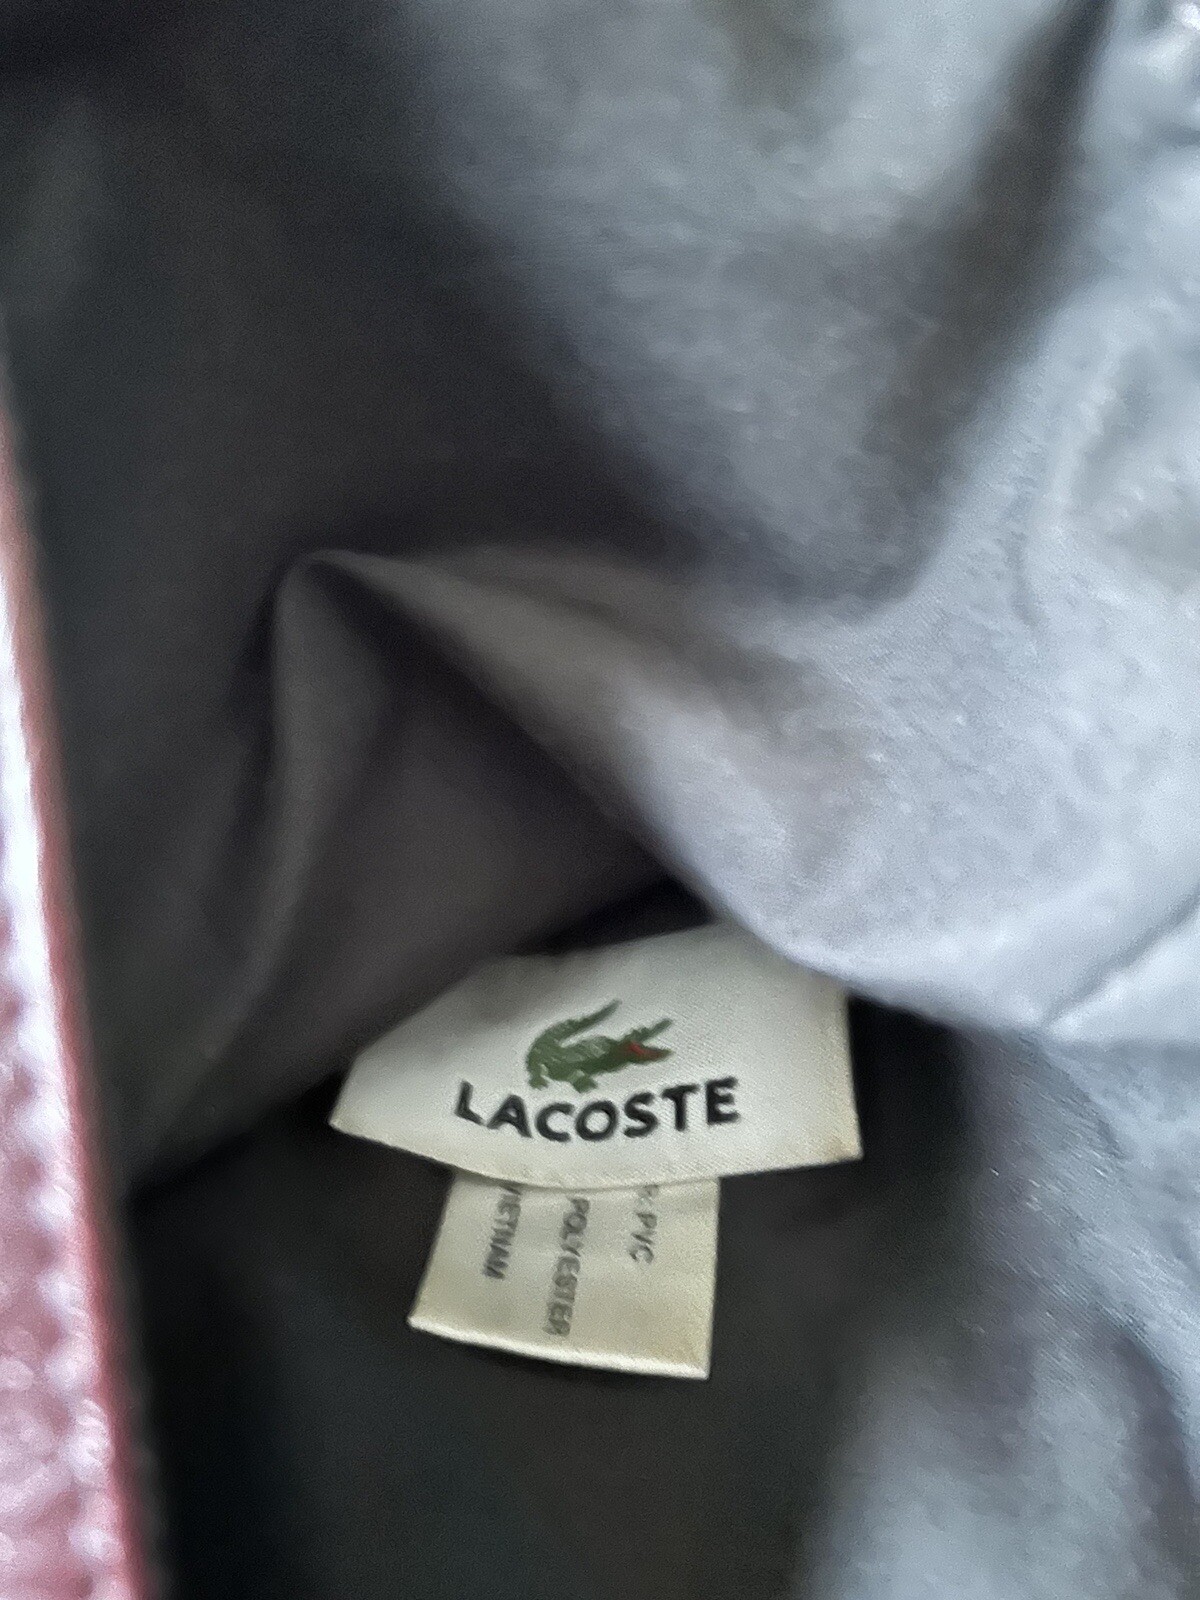 LACOSTE
R: PVC
POLYESTER
VIETNAM